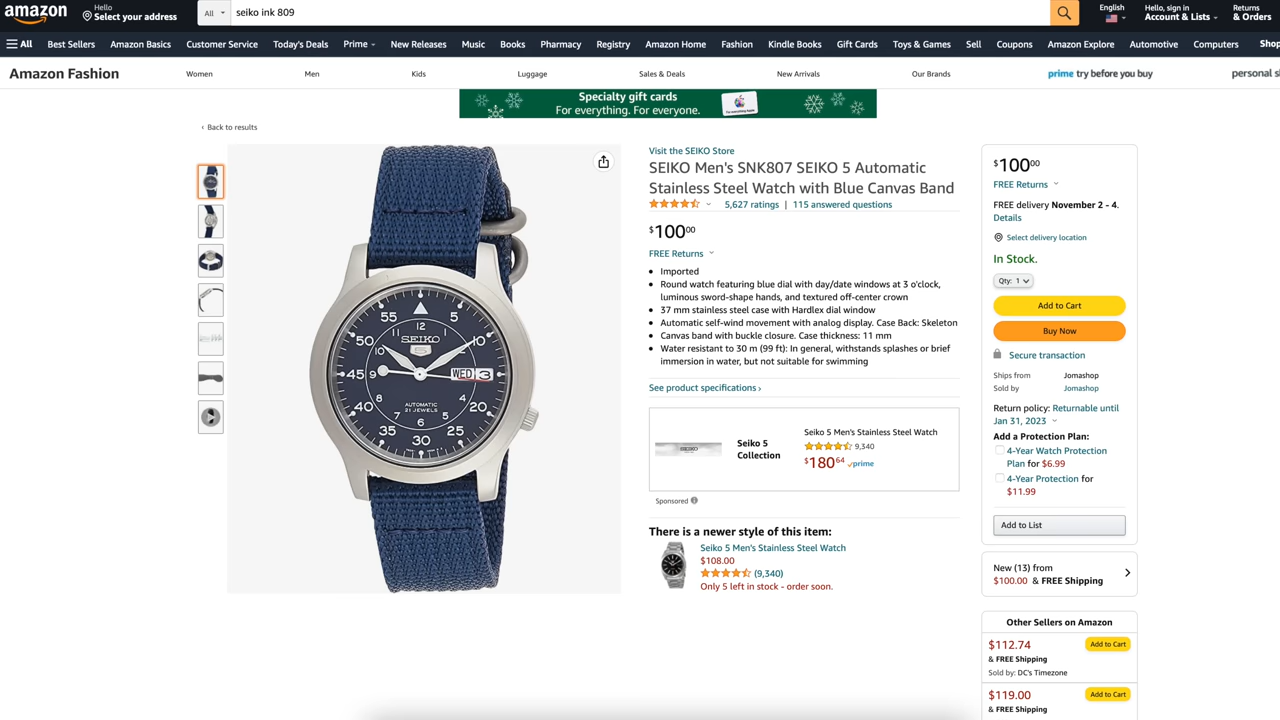 amazon
Hello
Select your address
All
seiko ink 809
English
Hello, sign in
Account & Lists
Returns
& Orders
All
Best Sellers
Amazon Basics
Customer Service
Today's Deals
Prime
New Releases
Music
Books
Pharmacy
Registry
Amazon Home
Fashion
Kindle Books
Gift Cards
Toys & Games
Sell
Coupons
Amazon Explore
Automotive
Computers
Shop
Amazon Fashion
Women
Men
Kids
Luggage
Sales & Deals
New Arrivals
Our Brands
prime try before you buy
personal s
Specialty gift cards
For everything. For everyone.
‹ Back to results
Visit the SEIKO Store
SEIKO Men's SNK807 SEIKO 5 Automatic
Stainless Steel Watch with Blue Canvas Band
5,627 ratings | 115 answered questions
$10000
FREE Returns
Imported
Round watch featuring blue dial with day/date windows at 3 o'clock,
luminous sword-shape hands, and textured off-center crown
37 mm stainless steel case with Hardlex dial window
Automatic self-wind movement with analog display. Case Back: Skeleton
Canvas band with buckle closure. Case thickness: 11 mm
Water resistant to 30 m (99 ft): In general, withstands splashes or brief
immersion in water, but not suitable for swimming
See product specifications ›
Seiko 5
Collection
Seiko 5 Men's Stainless Steel Watch
9,340
$18064 prime
Sponsored
There is a newer style of this item:
Seiko 5 Men's Stainless Steel Watch
$108.00
(9,340)
Only 5 left in stock - order soon.
55
5
50
10
45
40
20
35
30
25
11
12
1
10
2
9
8
4
7
6
5
SEIKO
5
WED 3
AUTOMATIC
21 JEWELS
$10000
FREE Returns
FREE delivery November 2 - 4.
Details
Select delivery location
In Stock.
Qty: 1
Add to Cart
Buy Now
Secure transaction
Ships from Jomashop
Sold by Jomashop
Return policy: Returnable until
Jan 31, 2023
Add a Protection Plan:
4-Year Watch Protection
Plan for $6.99
4-Year Protection for
$11.99
Add to List
New (13) from
$100.00 & FREE Shipping
Other Sellers on Amazon
$112.74
Add to Cart
& FREE Shipping
Sold by: DC's Timezone
$119.00
Add to Cart
& FREE Shipping